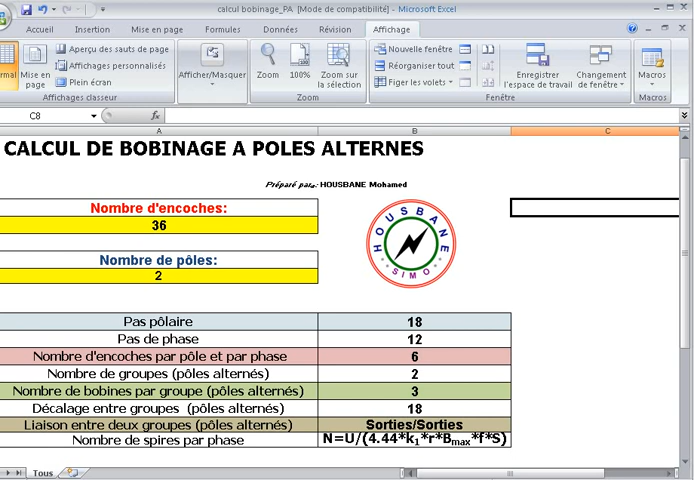 calcul bobinage_PA [Mode de compatibilité] - Microsoft Excel
Accueil Insertion Mise en page Formules Données Révision Affichage
Normal
Mise en page
Aperçu des sauts de page
Affichages personnalisés
Plein écran
Affichages classeur
Afficher/Masquer
Zoom
100%
Zoom sur la sélection
Zoom
Nouvelle fenêtre
Réorganiser tout
Figer les volets
Enregistrer l'espace de travail
Changement de fenêtre
Fenêtre
Macros
Macros
C8
fx
A B C
CALCUL DE BOBINAGE A POLES ALTERNES
Préparé par: HOUSBANE Mohamed
Nombre d'encoches:
36
HOUSBANE
SIMO
Nombre de pôles:
2
Pas pôlaire 18
Pas de phase 12
Nombre d'encoches par pôle et par phase 6
Nombre de groupes (pôles alternés) 2
Nombre de bobines par groupe (pôles alternés) 3
Décalage entre groupes (pôles alternés) 18
Liaison entre deux groupes (pôles alternés) Sorties/Sorties
Nombre de spires par phase N=U/(4.44*k₁*r*Bmax*f*S)
Tous